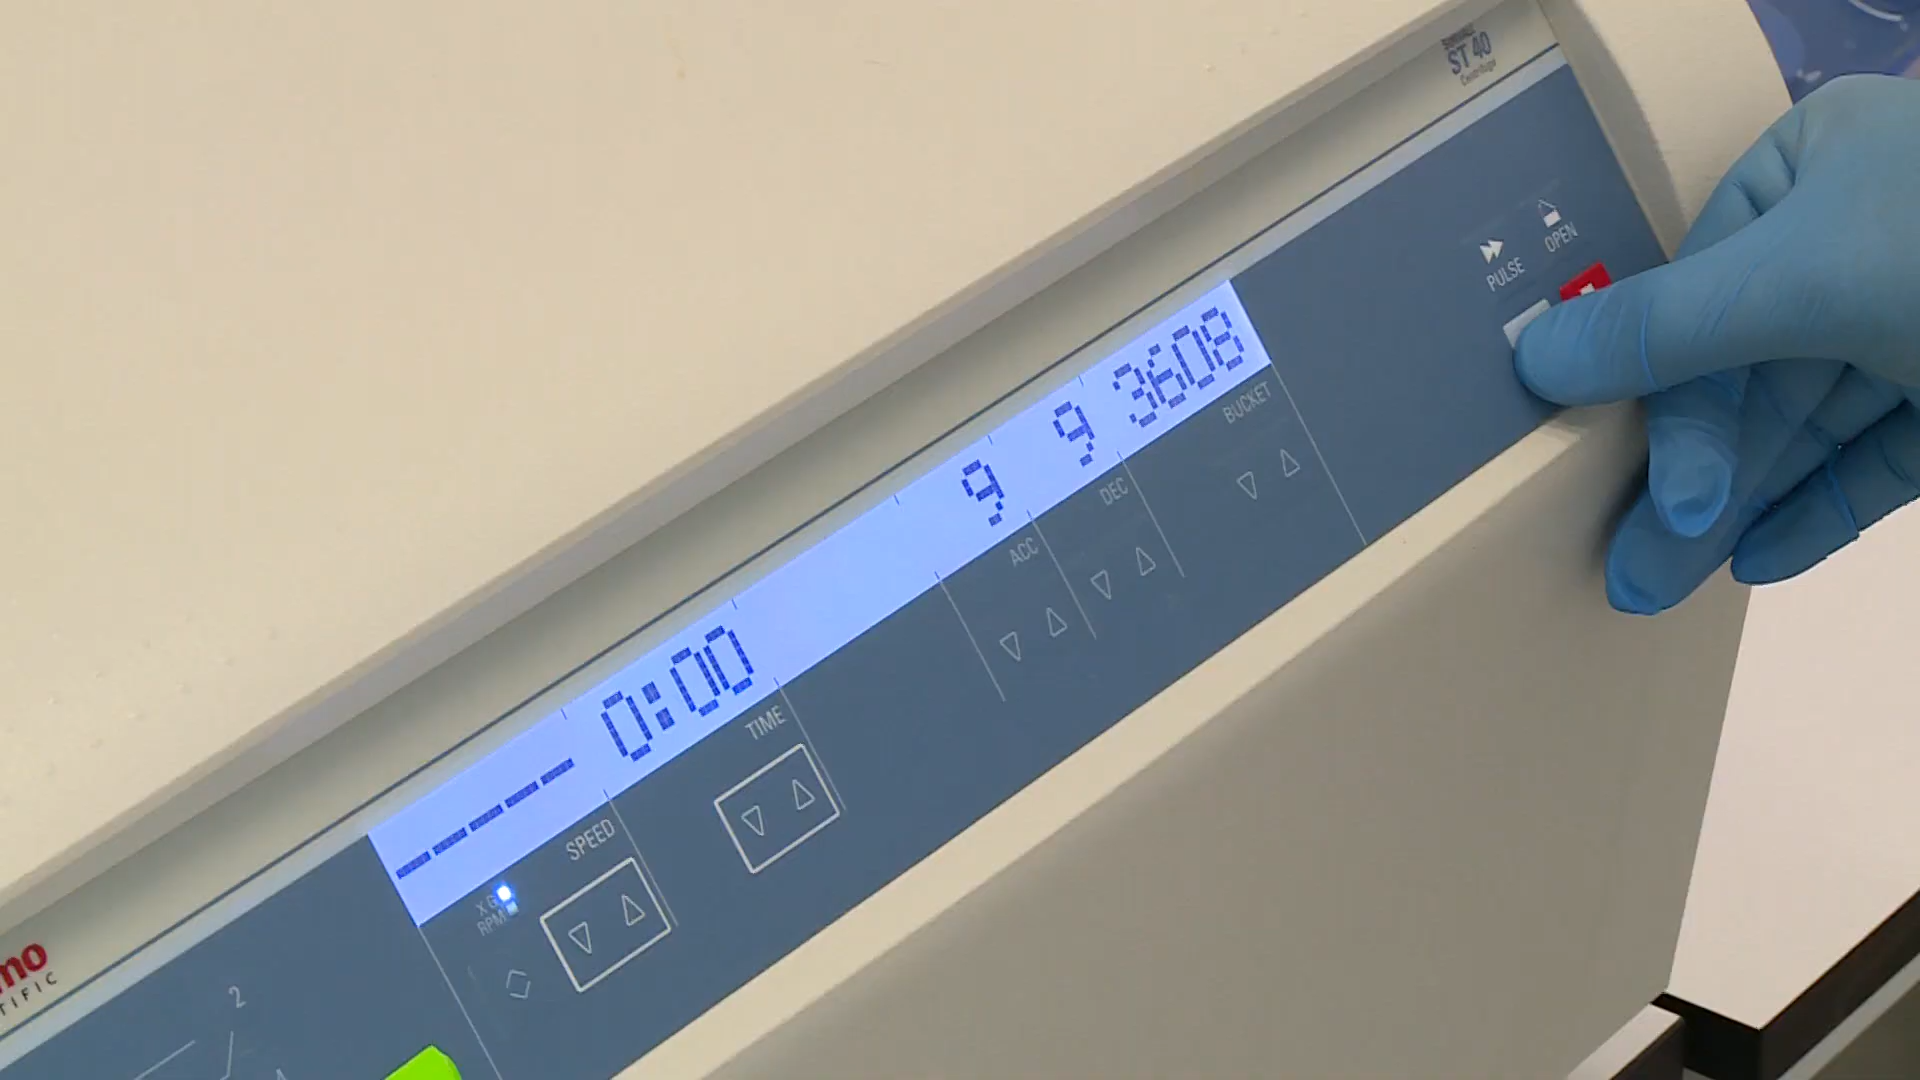 SORVALL
ST 40
Centrifuge
OPEN
PULSE
3608
9
9
BUCKET
DEC
ACC
0:00
TIME
-----
SPEED
X G
RPM
mo
TIFIC
2